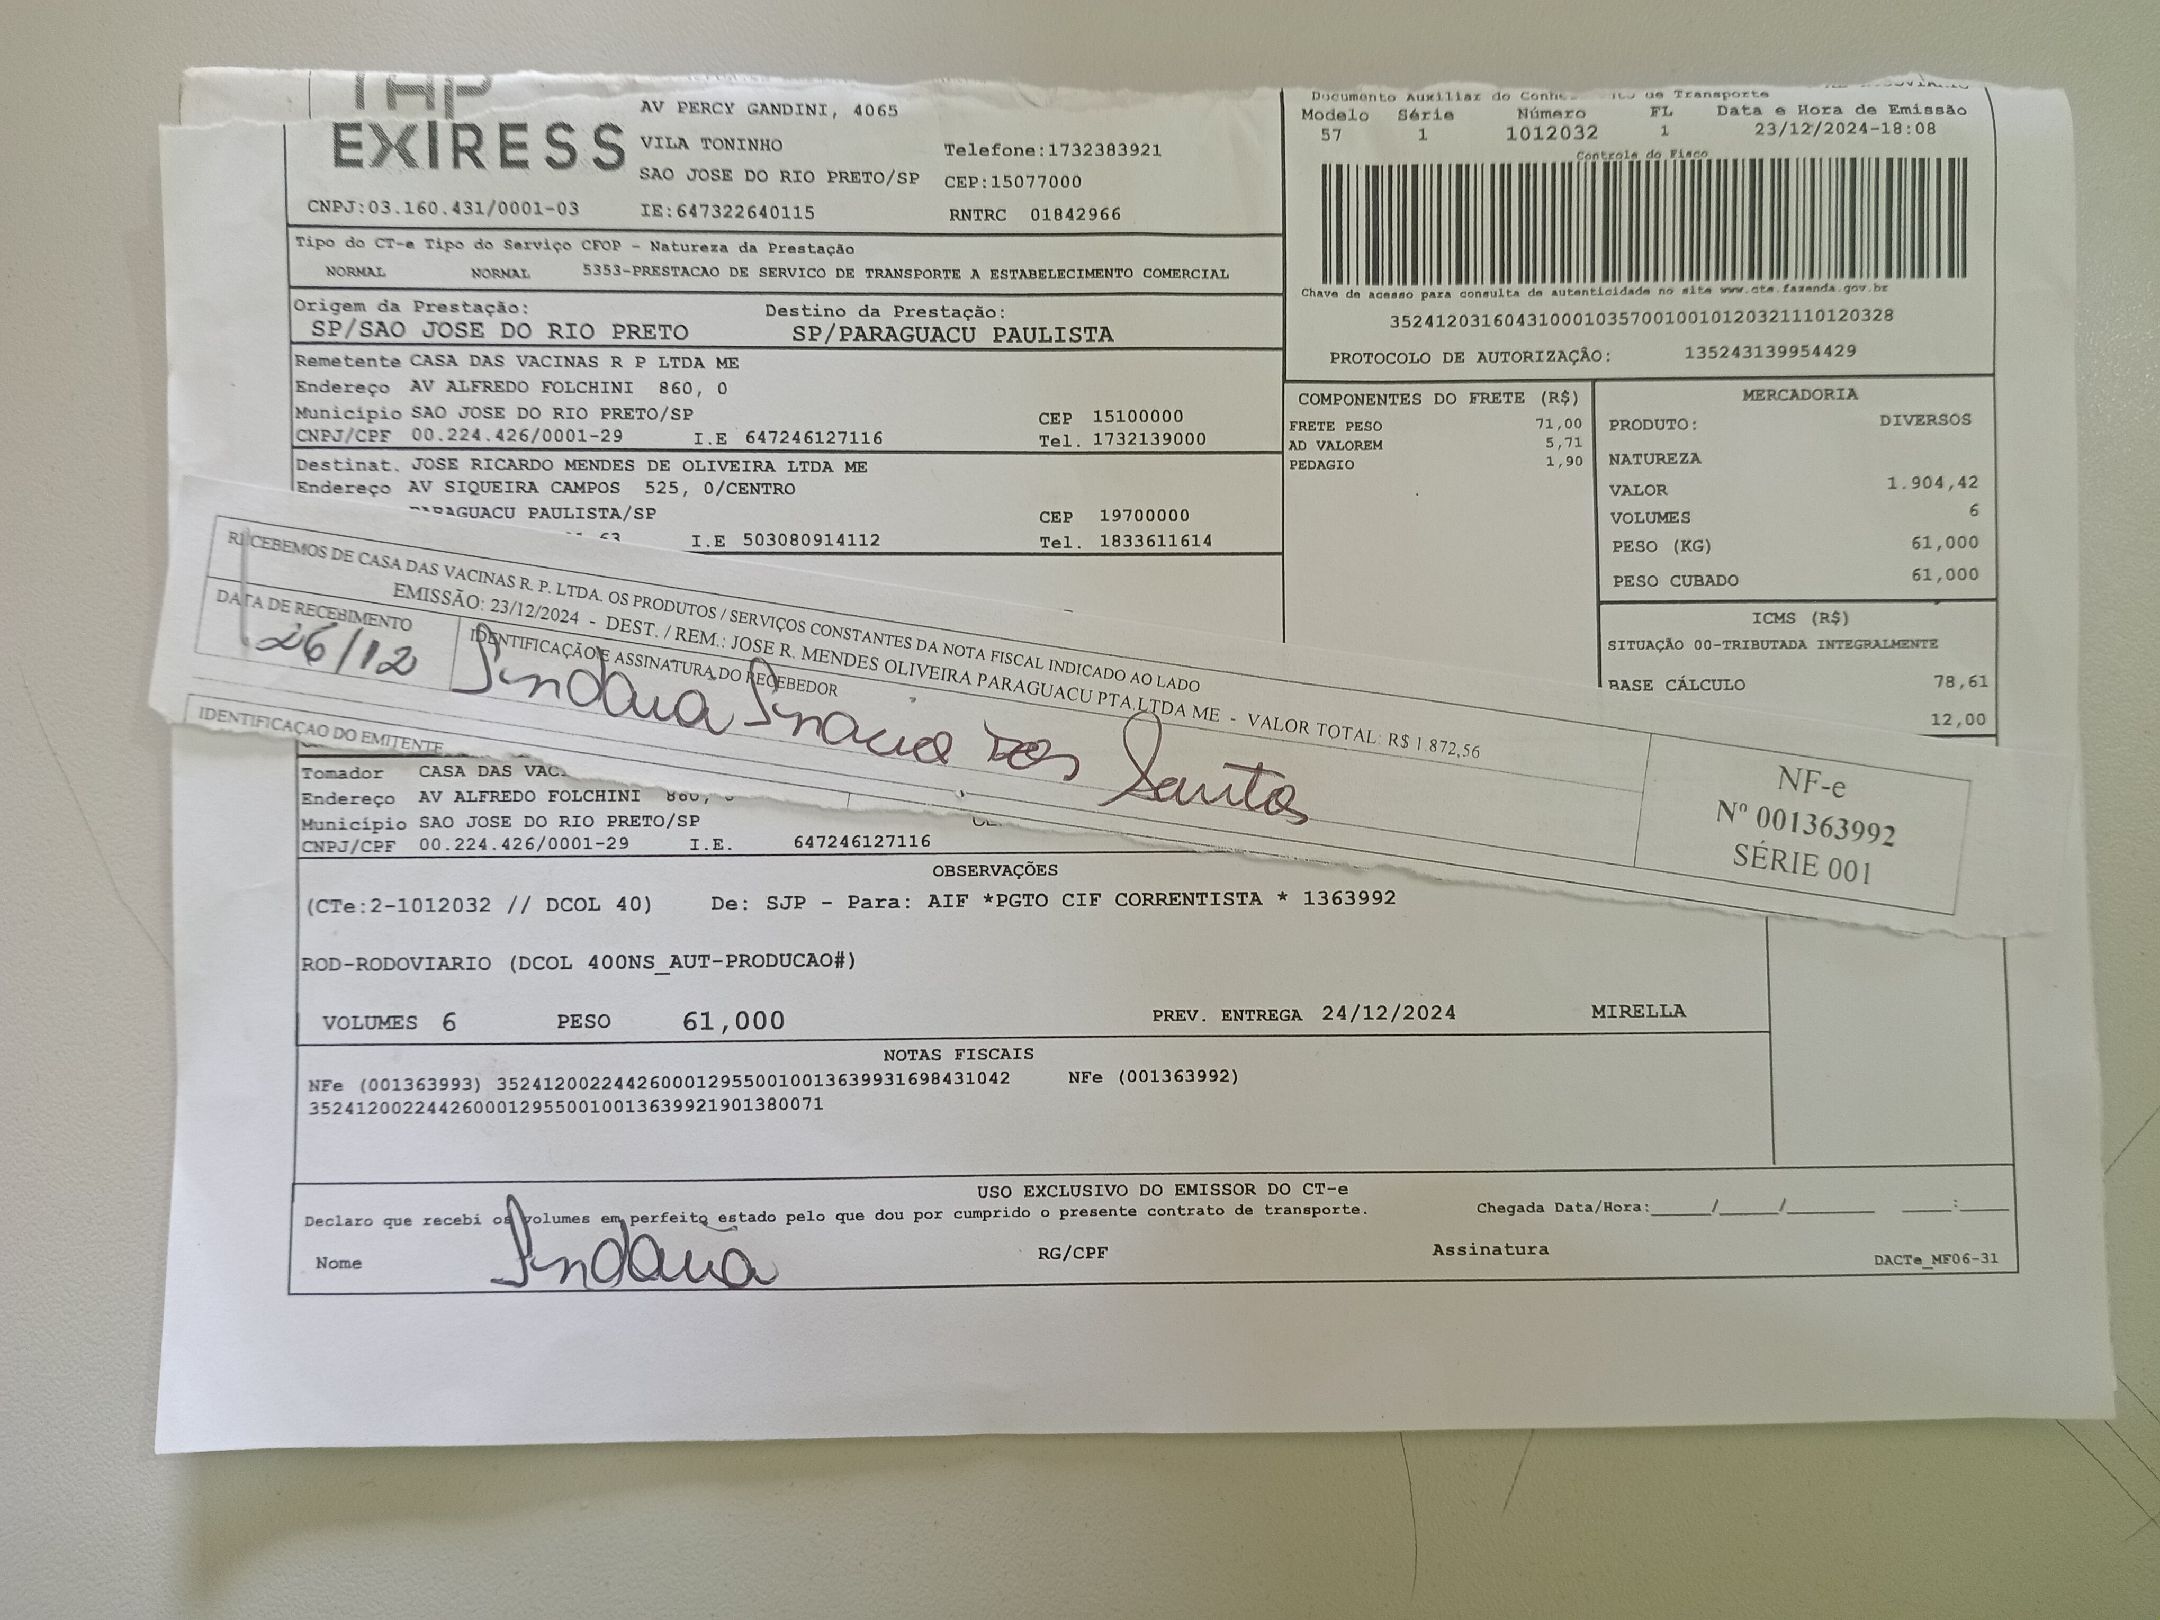 EXPRESS
AV PERCY GANDINI, 4065
VILA TONINHO
Telefone:1732383921
SAO JOSE DO RIO PRETO/SP
CEP:15077000
CNPJ:03.160.431/0001-03
IE:647322640115
RNTRC 01842966
Documento Auxiliar do de Transporte
Modelo Série Número FL Data e Hora de Emissão
57 1 1012032 1 23/12/2024-18:08
Controle do Fisco
Chave de acesso para consulta de autenticidade no site www.cte.fazenda.gov.br
35241203160431000103570010010120321110120328
PROTOCOLO DE AUTORIZAÇÃO: 135243139954429
Tipo do CT-e Tipo do Serviço CFOP - Natureza da Prestação
NORMAL NORMAL 5353-PRESTACAO DE SERVICO DE TRANSPORTE A ESTABELECIMENTO COMERCIAL
Origem da Prestação: Destino da Prestação:
SP/SAO JOSE DO RIO PRETO SP/PARAGUACU PAULISTA
Remetente CASA DAS VACINAS R P LTDA ME
Endereço AV ALFREDO FOLCHINI 860, 0
Município SAO JOSE DO RIO PRETO/SP CEP 15100000
CNPJ/CPF 00.224.426/0001-29 I.E 647246127116 Tel. 1732139000
Destinat. JOSE RICARDO MENDES DE OLIVEIRA LTDA ME
Endereço AV SIQUEIRA CAMPOS 525, 0/CENTRO
PARAGUACU PAULISTA/SP CEP 19700000
63 I.E 503080914112 Tel. 1833611614
COMPONENTES DO FRETE (R$)
FRETE PESO 71,00
AD VALOREM 5,71
PEDAGIO 1,90
MERCADORIA
PRODUTO: DIVERSOS
NATUREZA
VALOR 1.904,42
VOLUMES 6
PESO (KG) 61,000
PESO CUBADO 61,000
ICMS (R$)
SITUAÇÃO 00-TRIBUTADA INTEGRALMENTE
BASE CÁLCULO 78,61
12,00
RECEBEMOS DE CASA DAS VACINAS R. P. LTDA. OS PRODUTOS / SERVIÇOS CONSTANTES DA NOTA FISCAL INDICADO AO LADO
EMISSÃO: 23/12/2024 - DEST. / REM.: JOSE R. MENDES OLIVEIRA PARAGUACU PTA.LTDA ME - VALOR TOTAL: R$ 1.872,56
DATA DE RECEBIMENTO
26/12
IDENTIFICAÇÃO E ASSINATURA DO RECEBEDOR
dos Santos
NF-e
Nº 001363992
SÉRIE 001
IDENTIFICAÇÃO DO EMITENTE
Tomador CASA DAS VAC
Endereço AV ALFREDO FOLCHINI 860,
Município SAO JOSE DO RIO PRETO/SP
CNPJ/CPF 00.224.426/0001-29 I.E. 647246127116
OBSERVAÇÕES
(CTe:2-1012032 // DCOL 40) De: SJP - Para: AIF *PGTO CIF CORRENTISTA * 1363992
ROD-RODOVIARIO (DCOL 400NS_AUT-PRODUCAO#)
VOLUMES 6 PESO 61,000 PREV. ENTREGA 24/12/2024 MIRELLA
NOTAS FISCAIS
NFe (001363993) 35241200224426000129550010013639931698431042 NFe (001363992)
35241200224426000129550010013639921901380071
USO EXCLUSIVO DO EMISSOR DO CT-e
Declaro que recebi os volumes em perfeito estado pelo que dou por cumprido o presente contrato de transporte. Chegada Data/Hora:____/____/______ ___:___
Nome RG/CPF Assinatura
DACTe_MF06-31